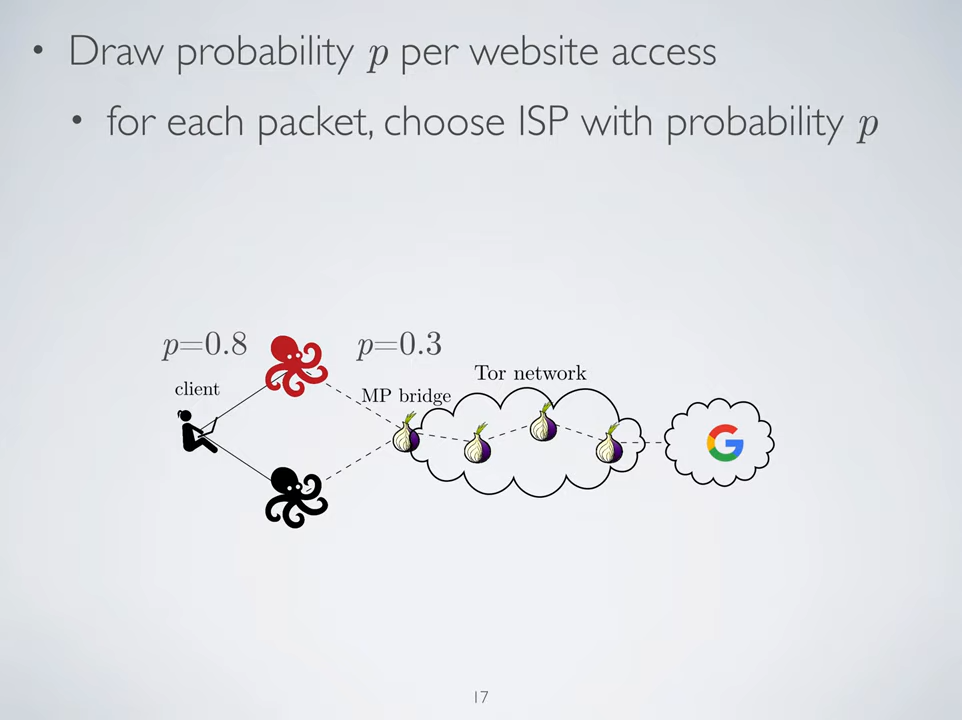 • Draw probability p per website access
• for each packet, choose ISP with probability p
p=0.8 p=0.3
Tor network
client
MP bridge
G
17